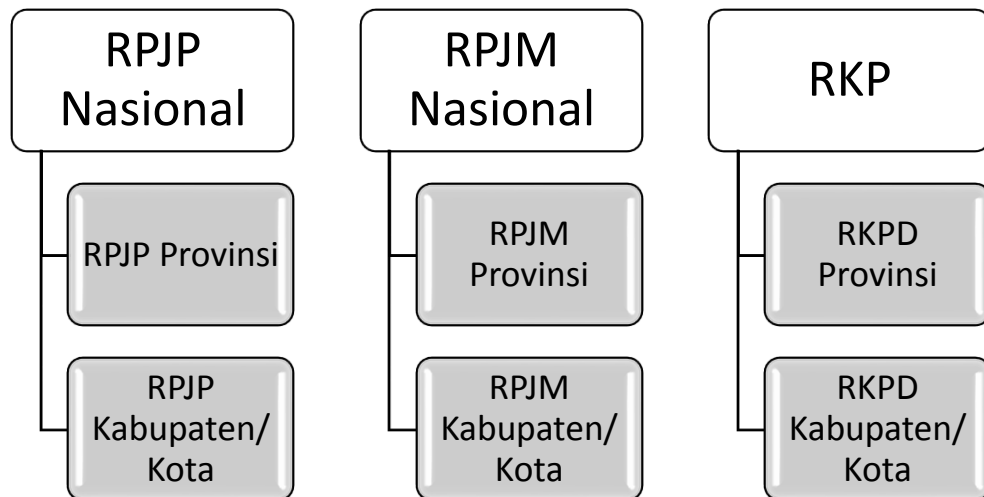 RPJP
Nasional
RPJP Provinsi
RPJP
Kabupaten/
Kota
RPJM
Nasional
RPJM
Provinsi
RPJM
Kabupaten/
Kota
RKP
RKPD
Provinsi
RKPD
Kabupaten/
Kota